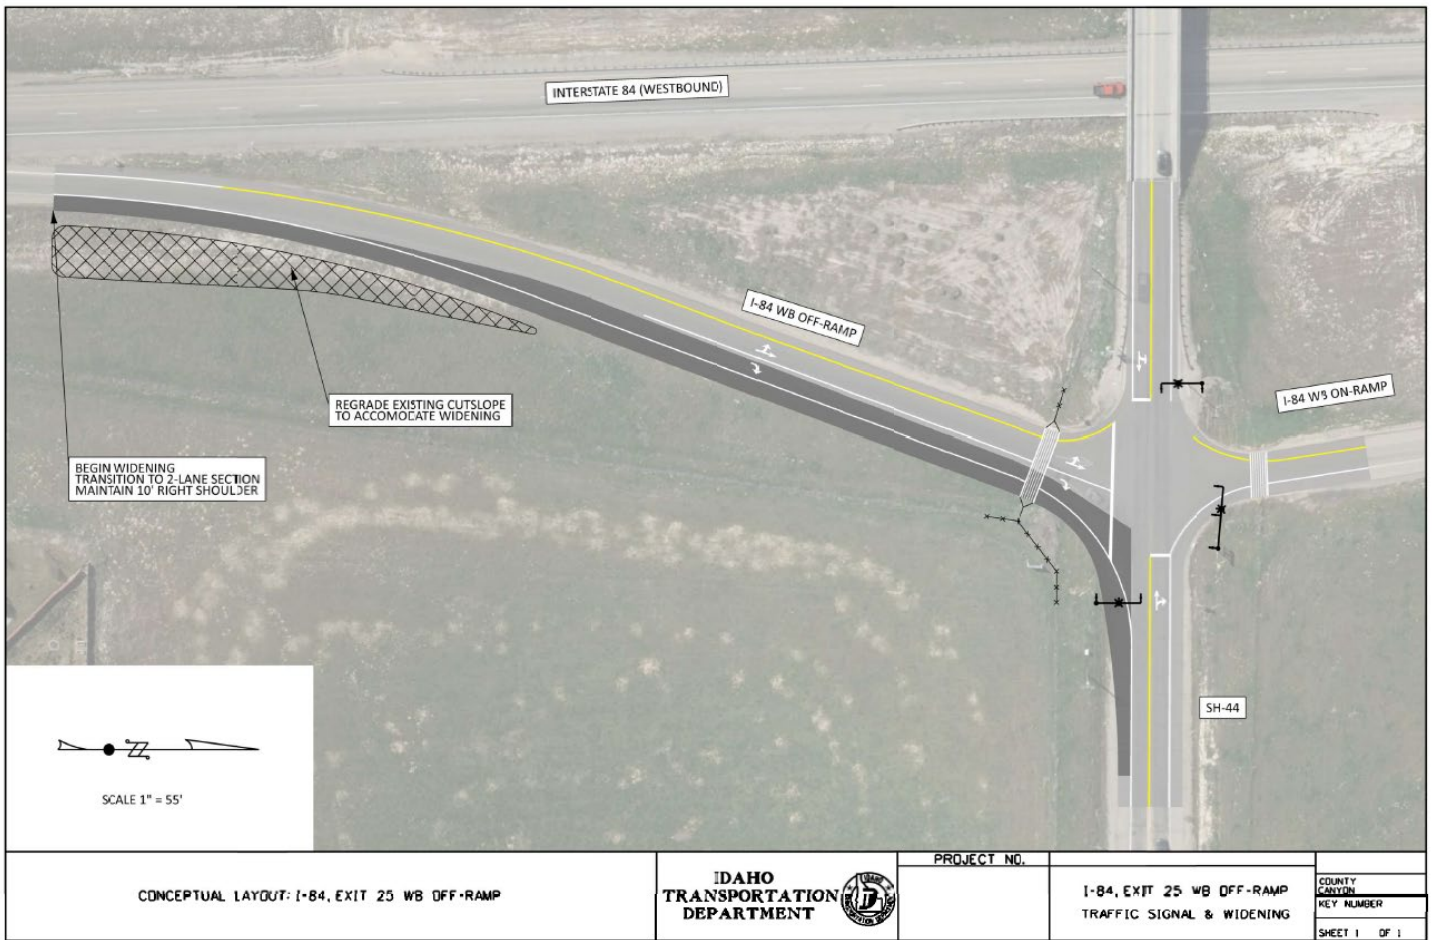 INTERSTATE 84 (WESTBOUND)
I-84 WB OFF-RAMP
I-84 WB ON-RAMP
REGRADE EXISTING CUTSLOPE
TO ACCOMODATE WIDENING
BEGIN WIDENING
TRANSITION TO 2-LANE SECTION
MAINTAIN 10' RIGHT SHOULDER
SH-44
N
SCALE 1" = 55'
CONCEPTUAL LAYOUT: I-84, EXIT 25 WB OFF-RAMP
IDAHO
TRANSPORTATION
DEPARTMENT
IDAHO
TRANSPORTATION DEPARTMENT
PROJECT NO.
I-84, EXIT 25 WB OFF-RAMP
TRAFFIC SIGNAL & WIDENING
COUNTY
CANYON
KEY NUMBER
SHEET 1 OF 1